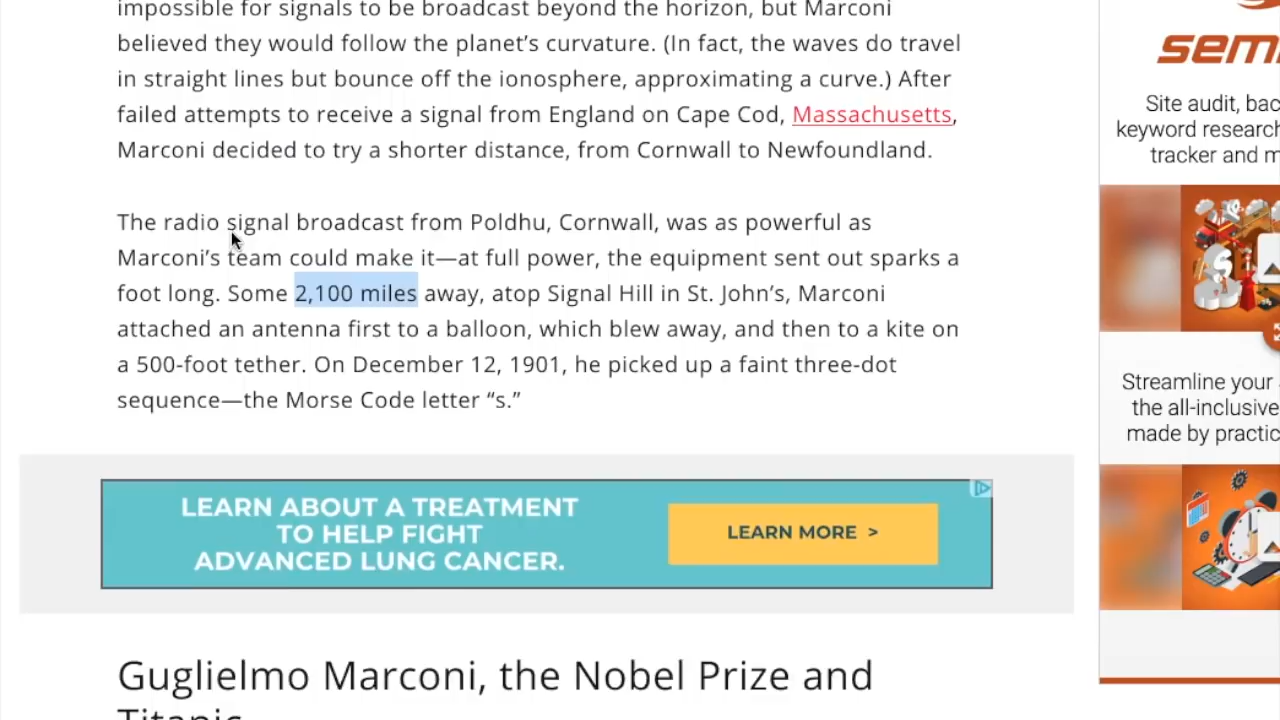 impossible for signals to be broadcast beyond the horizon, but Marconi
believed they would follow the planet’s curvature. (In fact, the waves do travel
in straight lines but bounce off the ionosphere, approximating a curve.) After
failed attempts to receive a signal from England on Cape Cod, Massachusetts,
Marconi decided to try a shorter distance, from Cornwall to Newfoundland.
The radio signal broadcast from Poldhu, Cornwall, was as powerful as
Marconi’s team could make it—at full power, the equipment sent out sparks a
foot long. Some 2,100 miles away, atop Signal Hill in St. John’s, Marconi
attached an antenna first to a balloon, which blew away, and then to a kite on
a 500-foot tether. On December 12, 1901, he picked up a faint three-dot
sequence—the Morse Code letter “s.”
LEARN ABOUT A TREATMENT
TO HELP FIGHT
ADVANCED LUNG CANCER.
LEARN MORE >
Guglielmo Marconi, the Nobel Prize and
Titanic
Site audit,
keyword research
tracker and
Streamline your
the all-inclusive
made by